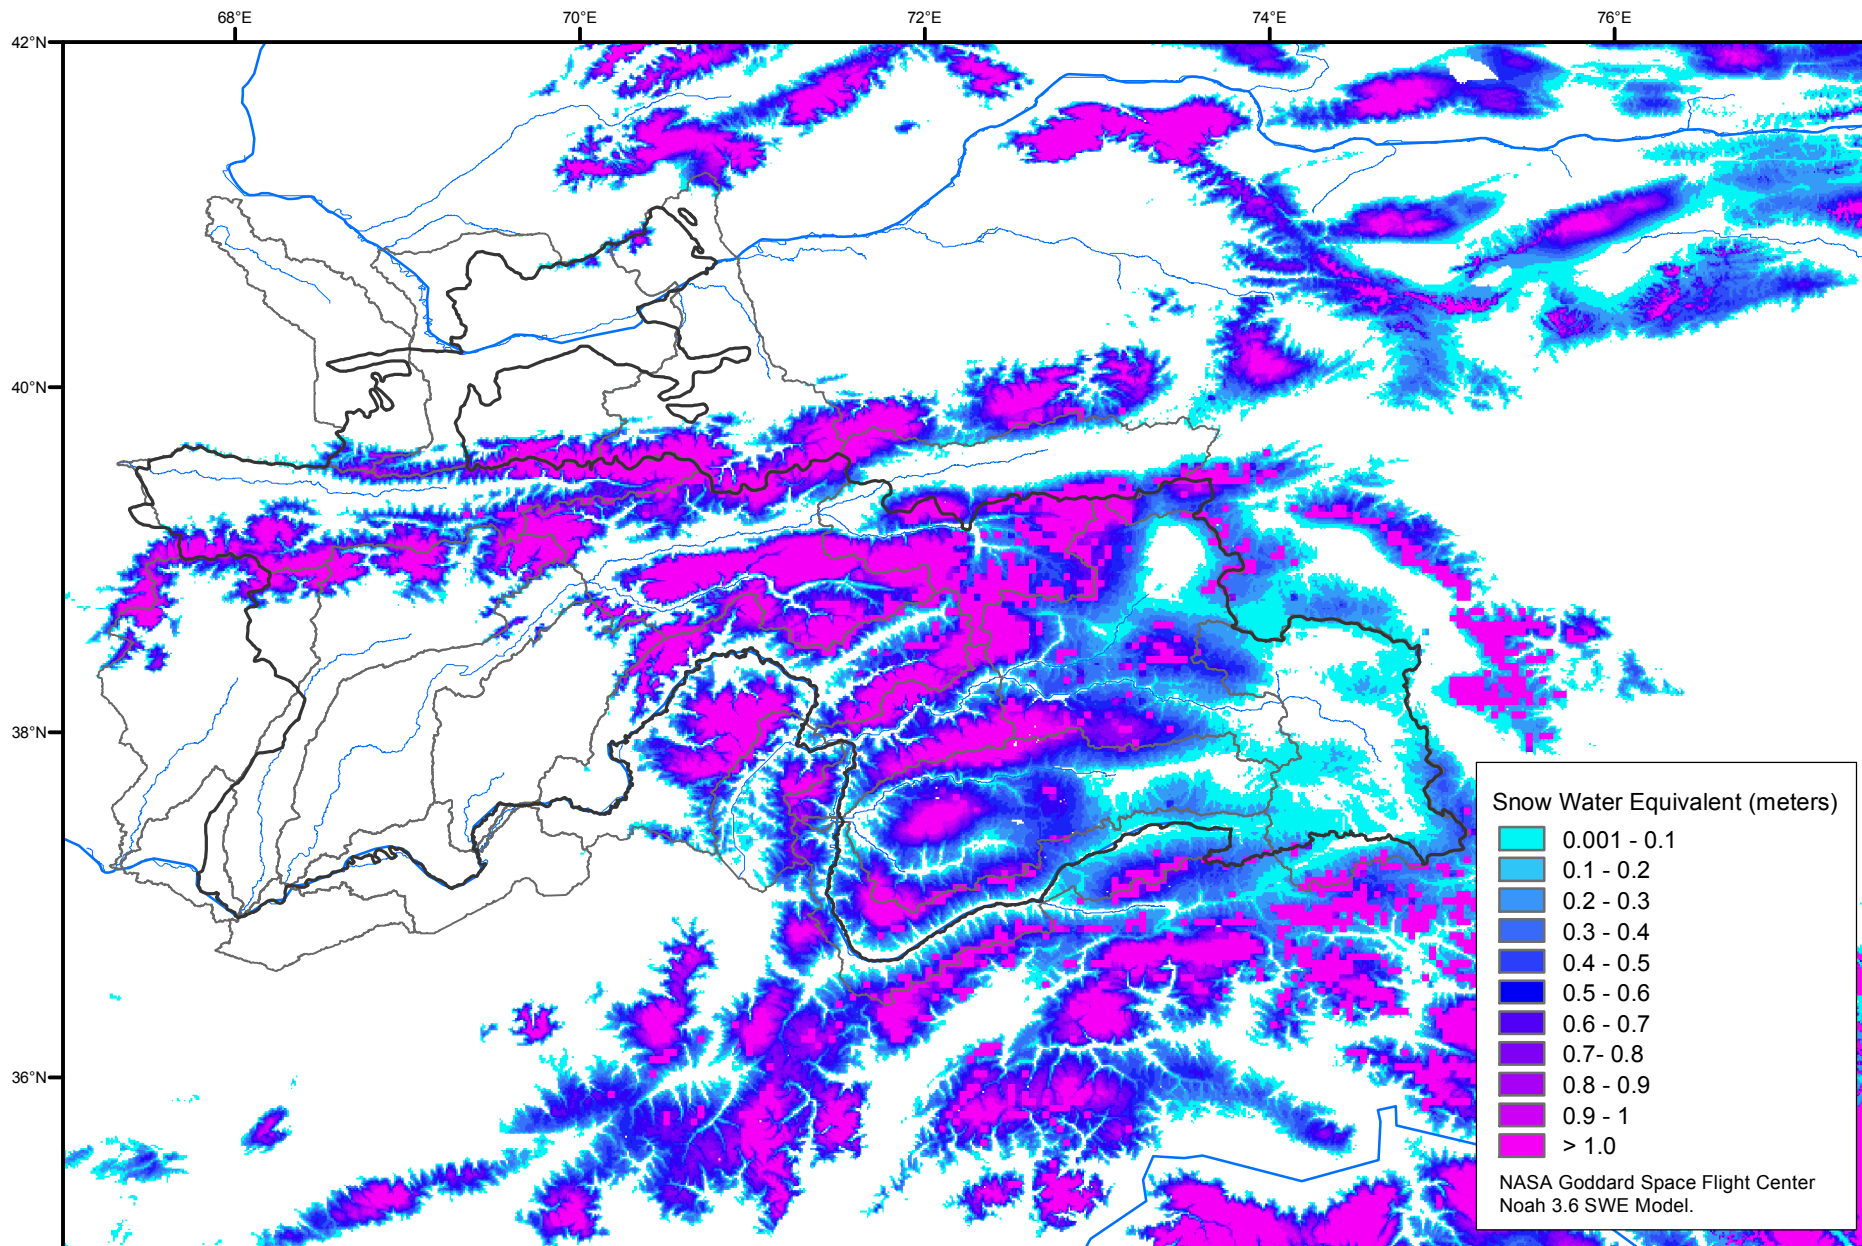 68°E
70°E
72°E
74°E
76°E
42°N
40°N
38°N
36°N
Snow Water Equivalent (meters)
0.001 - 0.1
0.1 - 0.2
0.2 - 0.3
0.3 - 0.4
0.4 - 0.5
0.5 - 0.6
0.6 - 0.7
0.7- 0.8
0.8 - 0.9
0.9 - 1
> 1.0
NASA Goddard Space Flight Center
Noah 3.6 SWE Model.